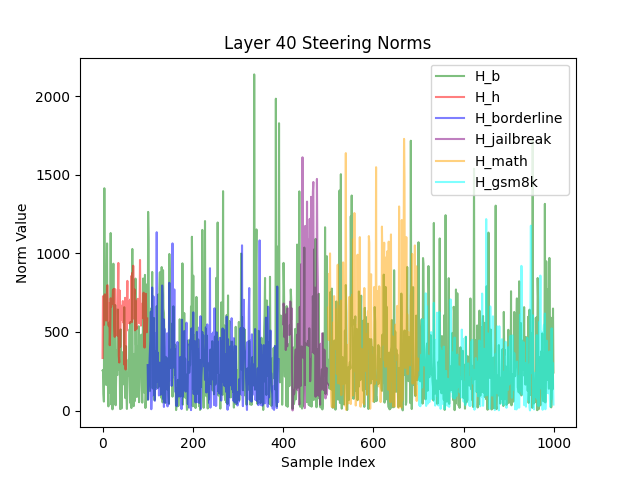 Layer 40 Steering Norms
H_b
H_h
H_borderline
H_jailbreak
H_math
H_gsm8k
2000
1500
1000
500
0
Norm Value
0
200
400
600
800
1000
Sample Index